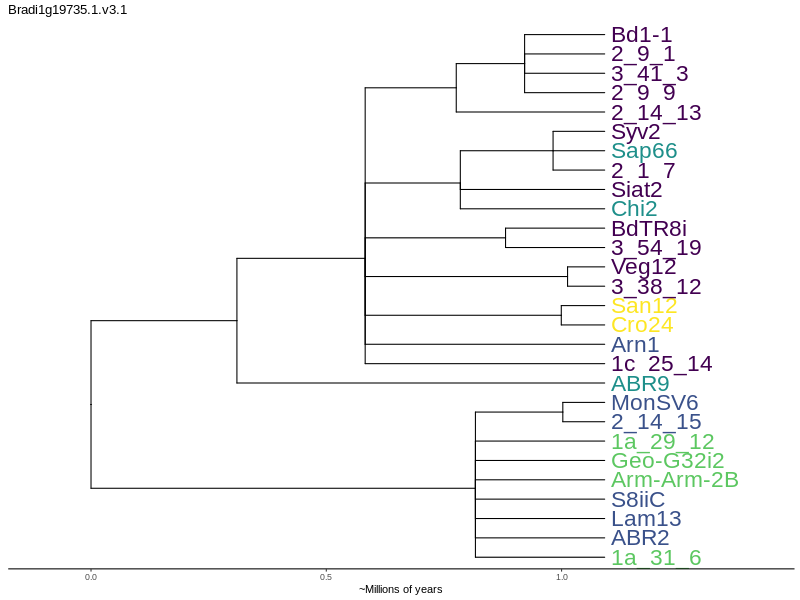 Bradi1g19735.1.v3.1
Bd1-1
2_9_1
3_41_3
2_9_9
2_14_13
Syv2
Sap66
2_1_7
Siat2
Chi2
BdTR8i
3_54_19
Veg12
3_38_12
San12
Cro24
Arn1
1c_25_14
ABR9
MonSV6
2_14_15
1a_29_12
Geo-G32i2
Arm-Arm-2B
S8iiC
Lam13
ABR2
1a_31_6
0.0 0.5 1.0
~Millions of years